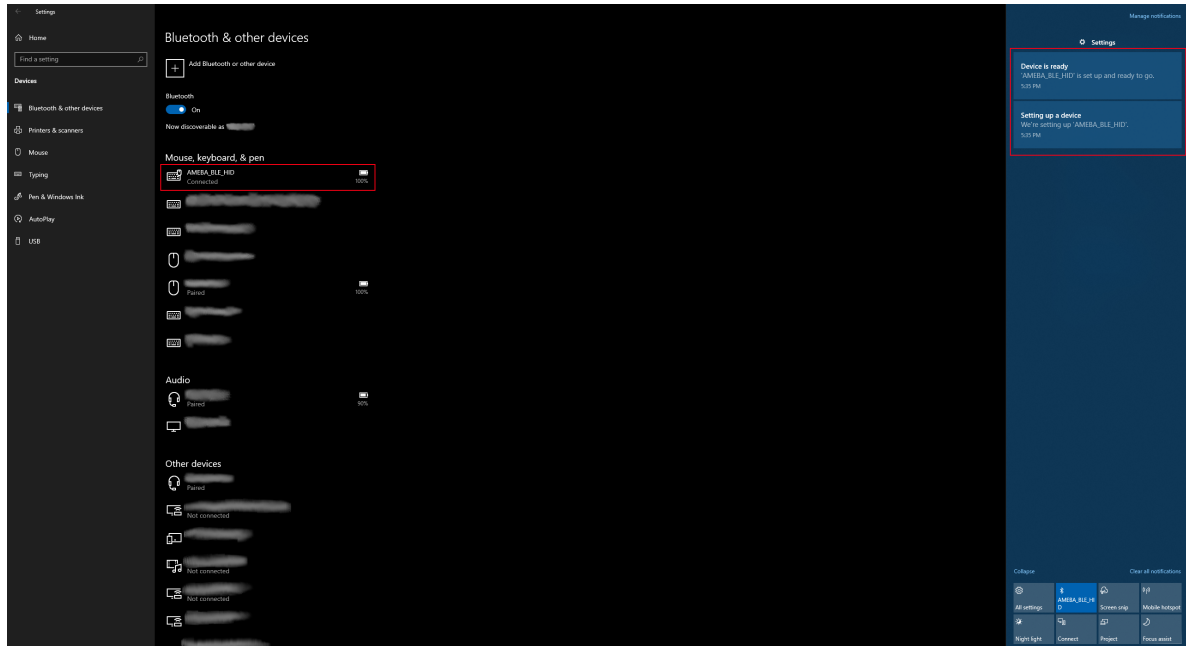 Settings
Home
Find a setting
Devices
Bluetooth & other devices
Printers & scanners
Mouse
Typing
Pen & Windows Ink
AutoPlay
USB
Bluetooth & other devices
Add Bluetooth or other device
Bluetooth
On
Now discoverable as
Mouse, keyboard, & pen
AMEBA_BLE_HID
Connected
100%
Paired
100%
Audio
Paired
90%
Other devices
Paired
Not connected
Not connected
Not connected
Manage notifications
Settings
Device is ready
'AMEBA_BLE_HID' is set up and ready to go.
5:35 PM
Setting up a device
We're setting up 'AMEBA_BLE_HID'.
5:35 PM
Collapse
Clear all notifications
All settings
AMEBA_BLE_HI
D
Screen snip
Mobile hotspot
Night light
Connect
Project
Focus assist